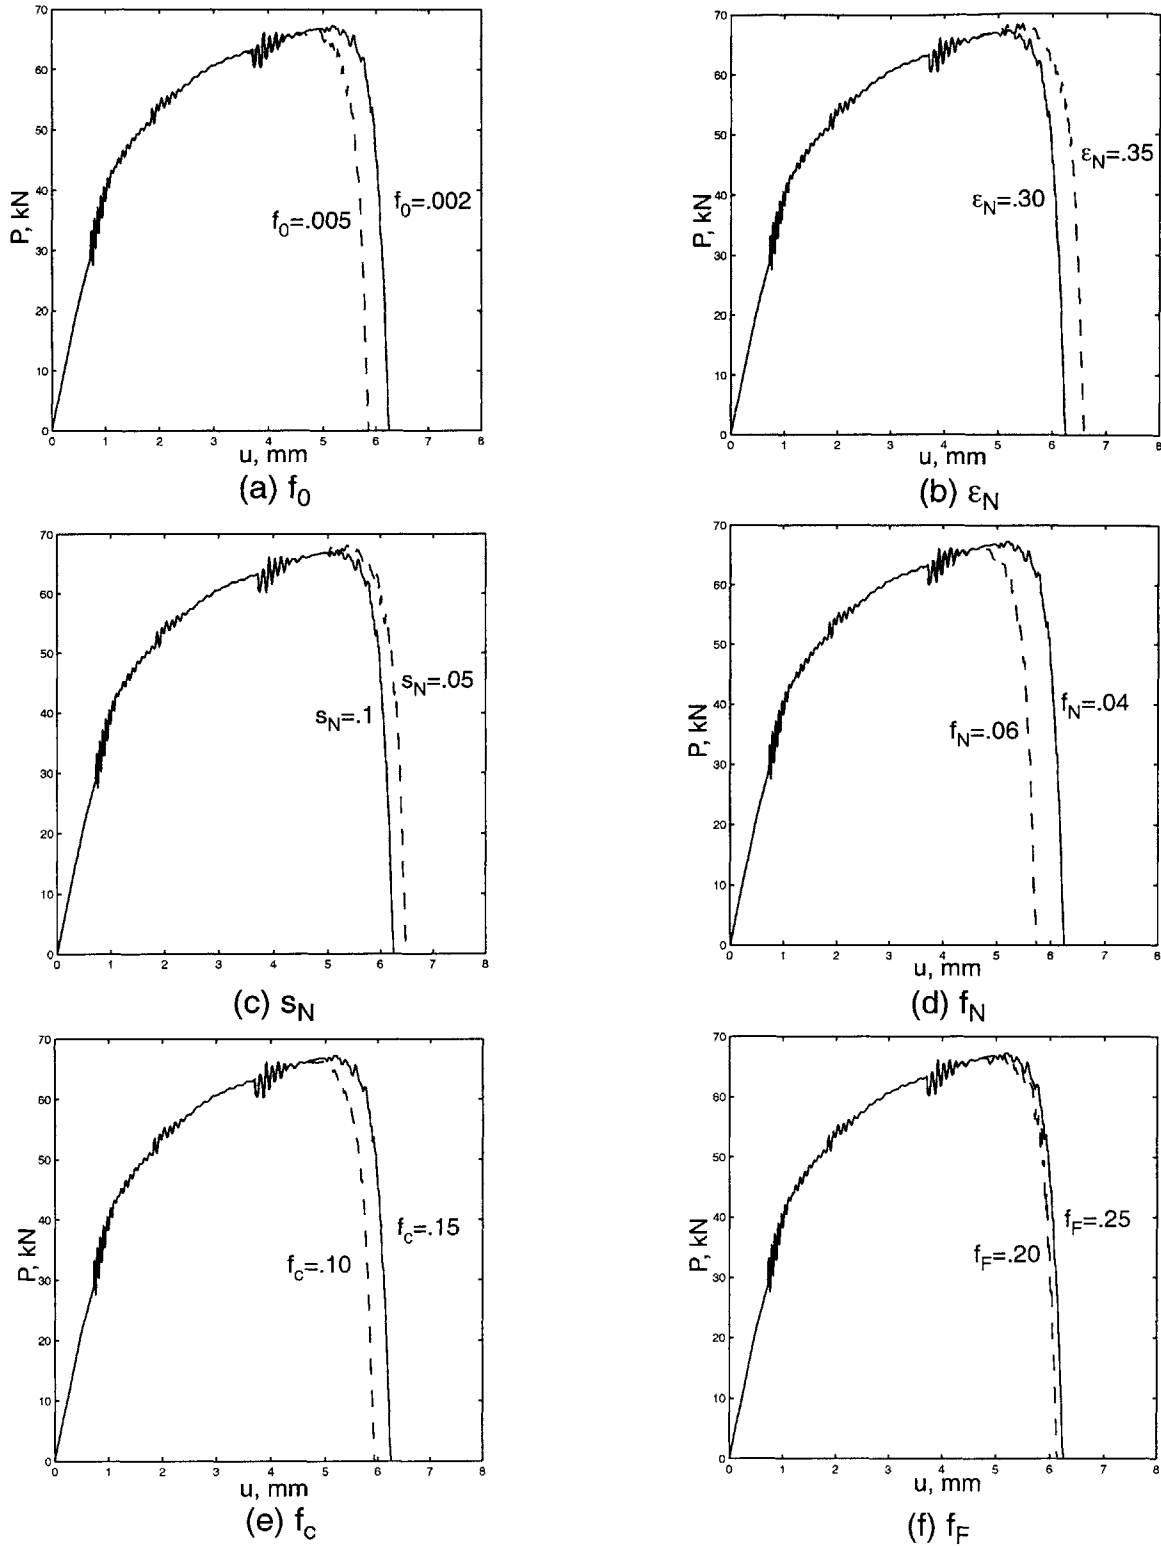 70
60
50
40
30
20
10
0
P, kN
f0=.005
f0=.002
0 1 2 3 4 5 6 7 8
u, mm
(a) f0
70
60
50
40
30
20
10
0
P, kN
εN=.35
εN=.30
0 1 2 3 4 5 6 7 8
u, mm
(b) εN
70
60
50
40
30
20
10
0
sN=.05
sN=.1
0 1 2 3 4 5 6 7 8
(c) sN
70
60
50
40
30
20
10
0
P, kN
fN=.04
fN=.06
0 1 2 3 4 5 6 7 8
u, mm
(d) fN
70
60
50
40
30
20
10
0
P, kN
fc=.15
fc=.10
0 1 2 3 4 5 6 7 8
u, mm
(e) fc
70
60
50
40
30
20
10
0
P, kN
fF=.25
fF=.20
0 1 2 3 4 5 6 7 8
u, mm
(f) fF